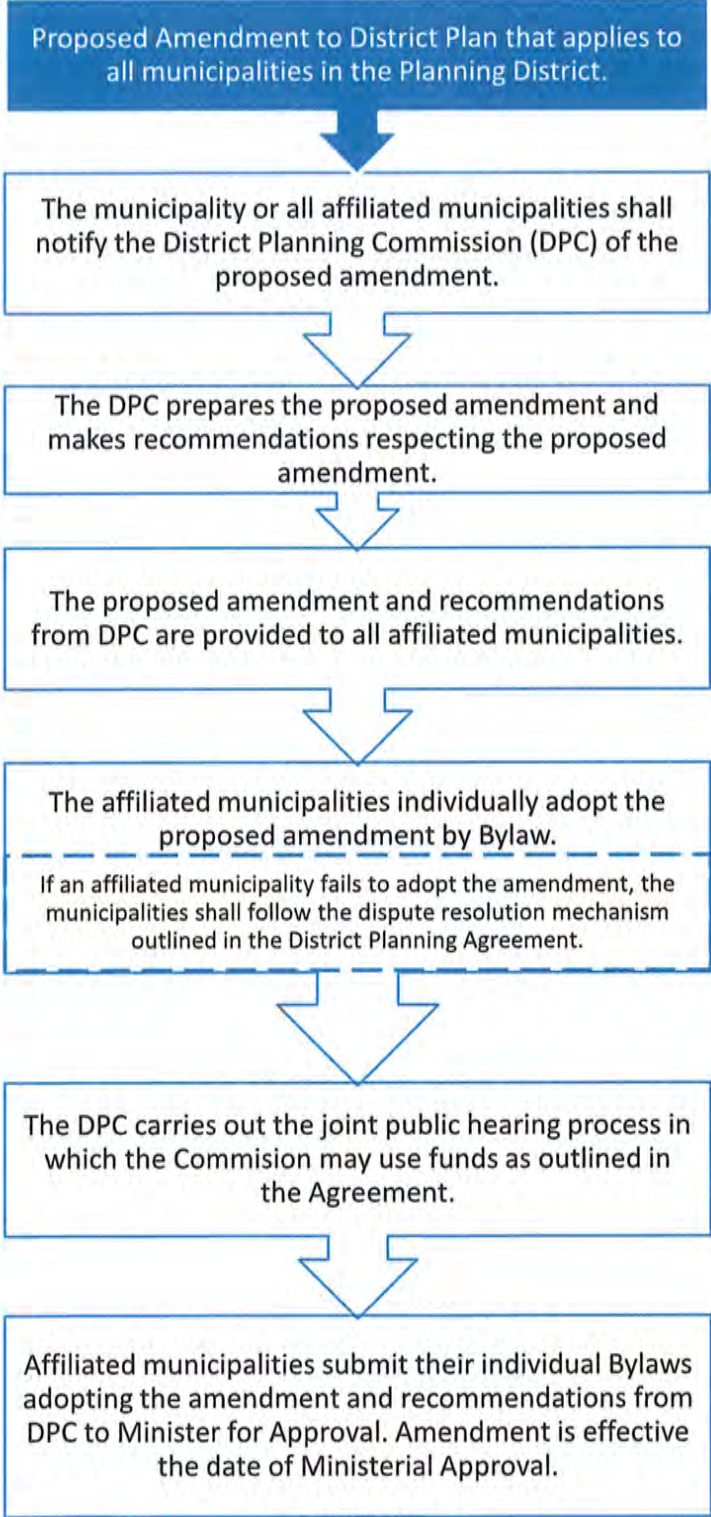 Proposed Amendment to District Plan that applies to
all municipalities in the Planning District.
The municipality or all affiliated municipalities shall
notify the District Planning Commission (DPC) of the
proposed amendment.
The DPC prepares the proposed amendment and
makes recommendations respecting the proposed
amendment.
The proposed amendment and recommendations
from DPC are provided to all affiliated municipalities.
The affiliated municipalities individually adopt the
proposed amendment by Bylaw.
If an affiliated municipality fails to adopt the amendment, the
municipalities shall follow the dispute resolution mechanism
outlined in the District Planning Agreement.
The DPC carries out the joint public hearing process in
which the Commision may use funds as outlined in
the Agreement.
Affiliated municipalities submit their individual Bylaws
adopting the amendment and recommendations from
DPC to Minister for Approval. Amendment is effective
the date of Ministerial Approval.